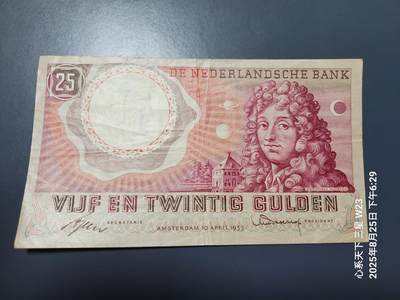 25
DE NEDERLANDSCHE BANK
VIJF EN TWINTIG GULDEN
SECRETARIS
PRESIDENT
AMSTERDAM 10 APRIL 1955
心系天下三星 W23
2025年8月25日 下午6:29